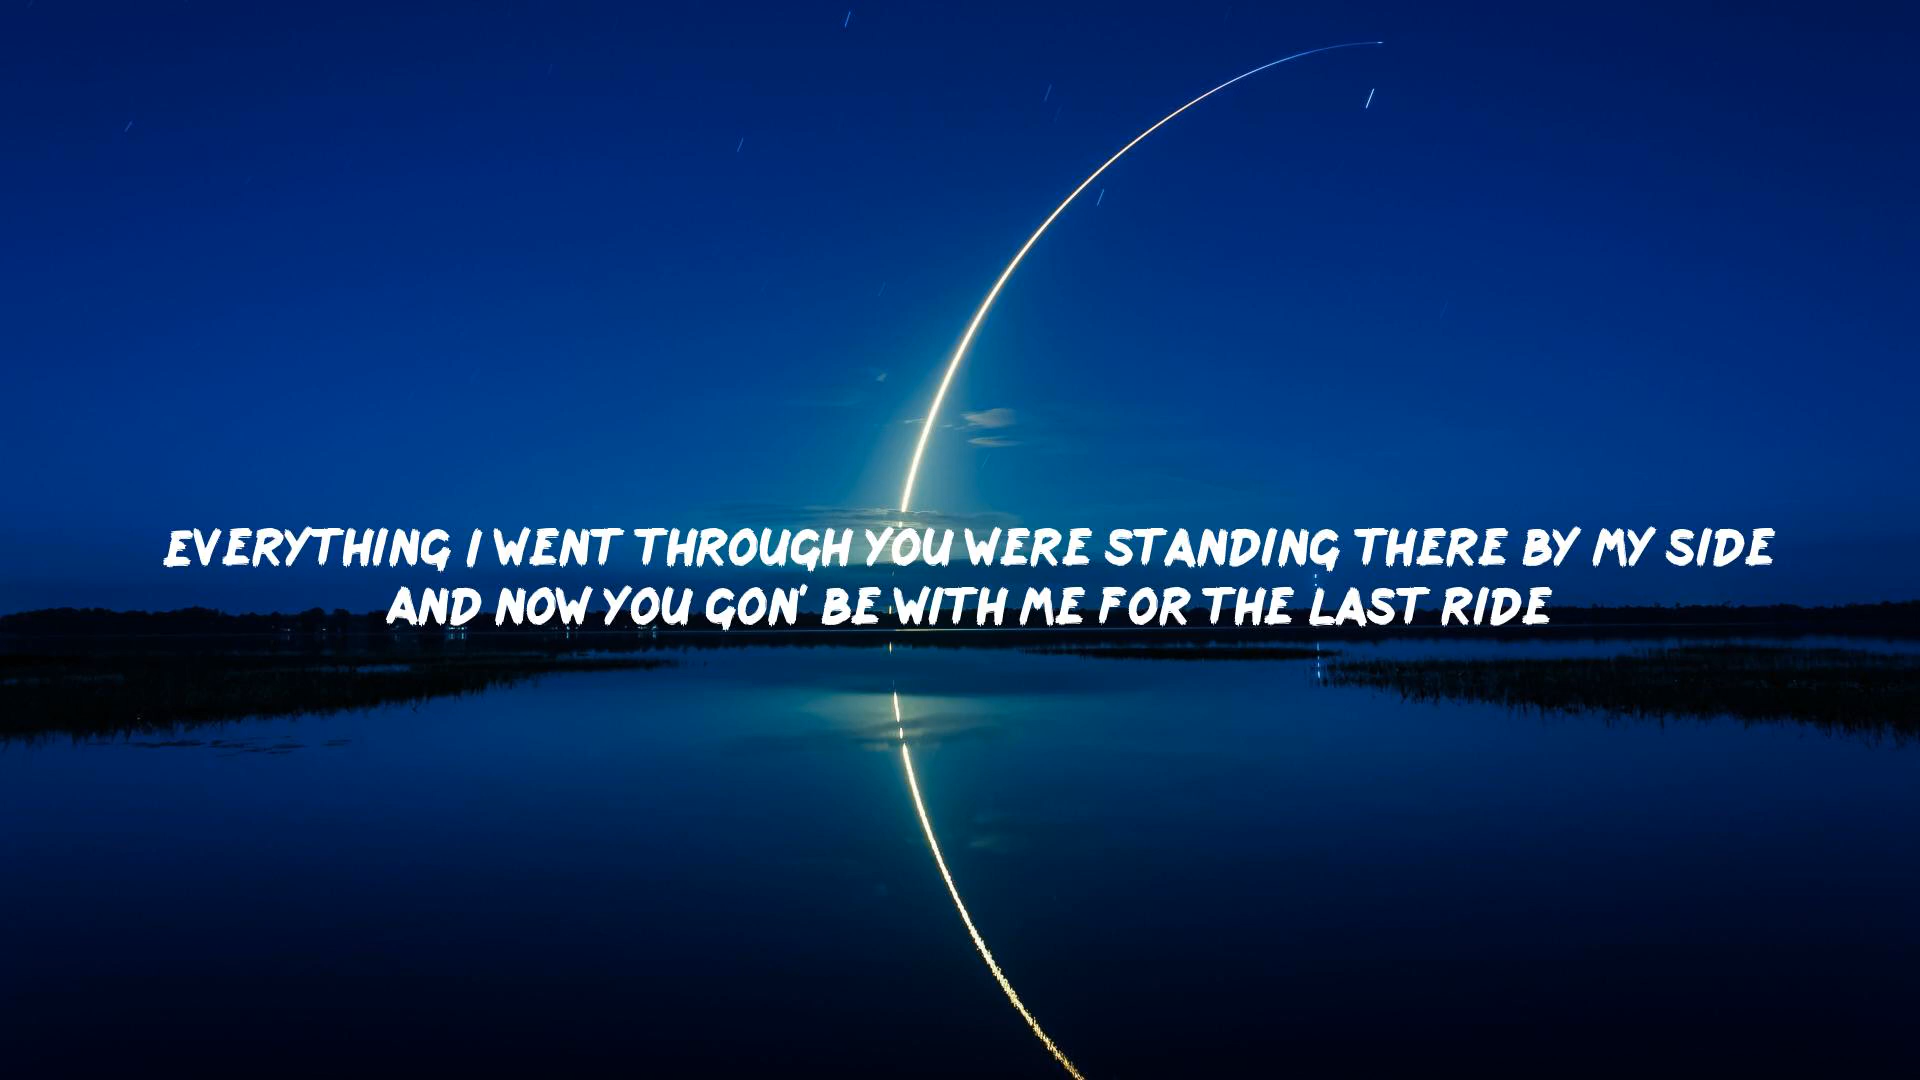 EVERYTHING I WENT THROUGH YOU WERE STANDING THERE BY MY SIDE
AND NOW YOU GON' BE WITH ME FOR THE LAST RIDE